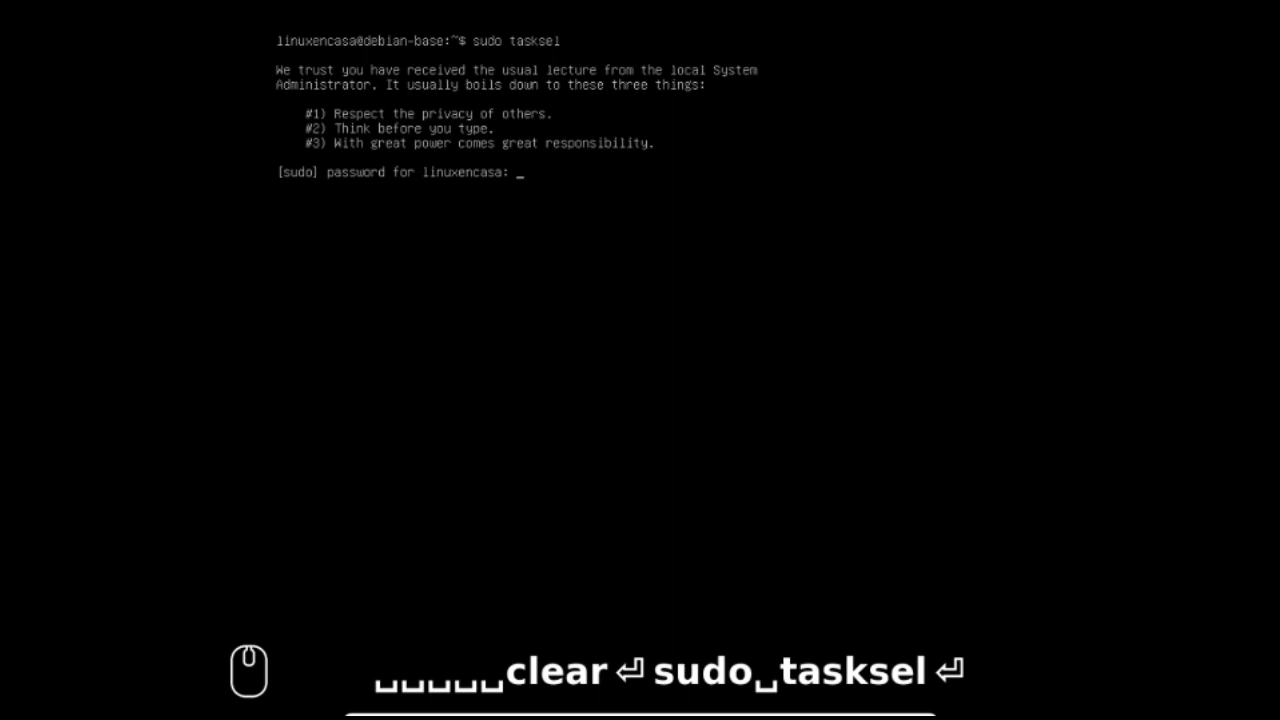 linuxencasa@debian-base:~$ sudo tasksel
We trust you have received the usual lecture from the local System
Administrator. It usually boils down to these three things:
#1) Respect the privacy of others.
#2) Think before you type.
#3) With great power comes great responsibility.
[sudo] password for linuxencasa: _
␣␣␣␣␣clear⏎sudo␣tasksel⏎